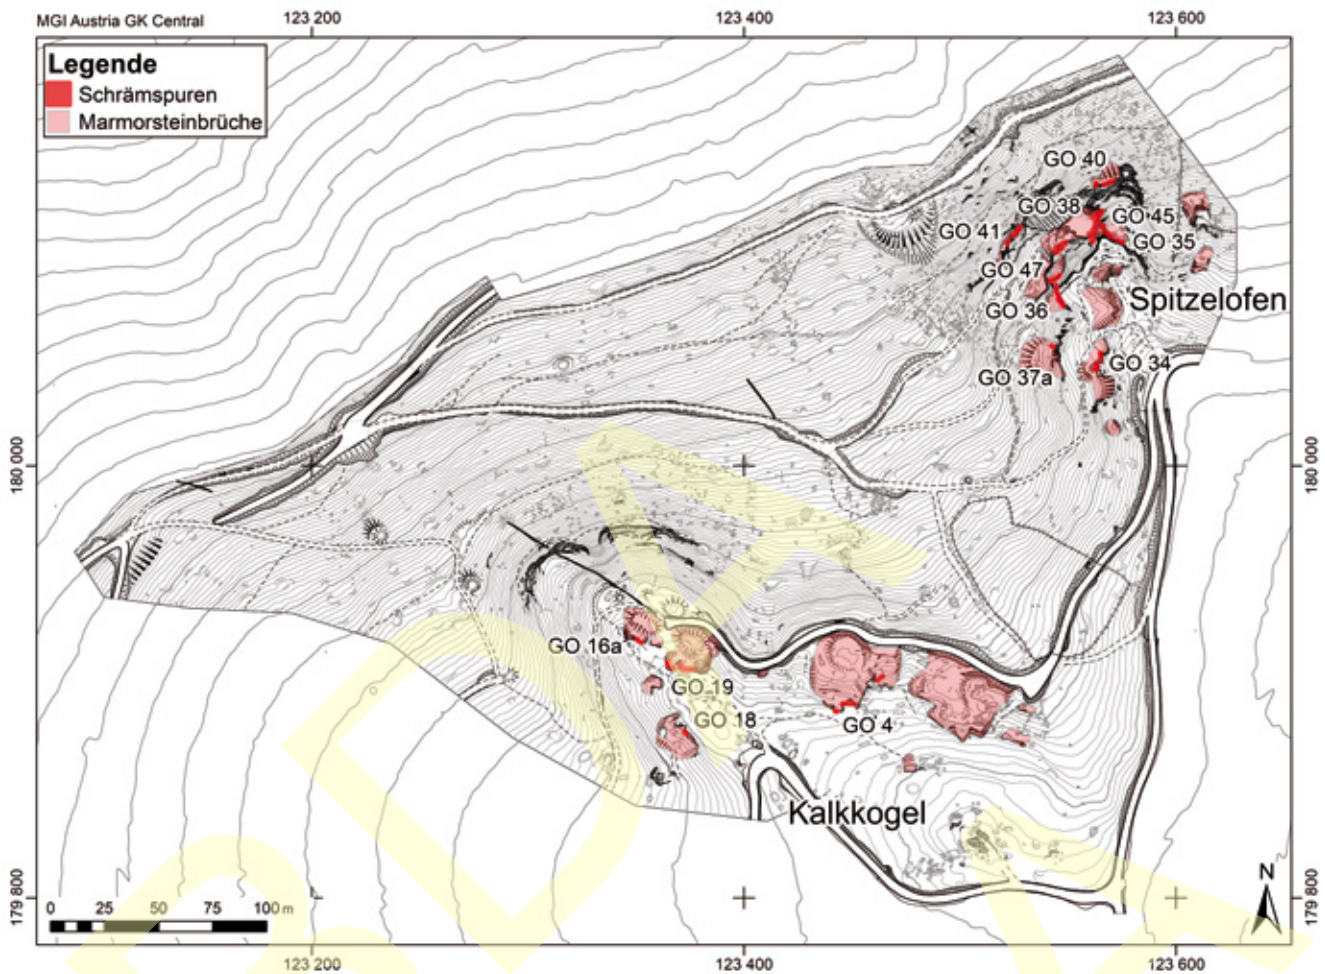 MGI Austria GK Central
123 200
123 400
123 600
Legende
Schrämspuren
Marmorsteinbrüche
GO 40
GO 38
GO 45
GO 41
GO 35
GO 47
GO 36
Spitzelofen
GO 34
GO 37a
180 000
180 000
GO 16a
GO 19
GO 18
GO 4
Kalkkogel
N
179 800
179 800
0 25 50 75 100 m
123 200
123 400
123 600